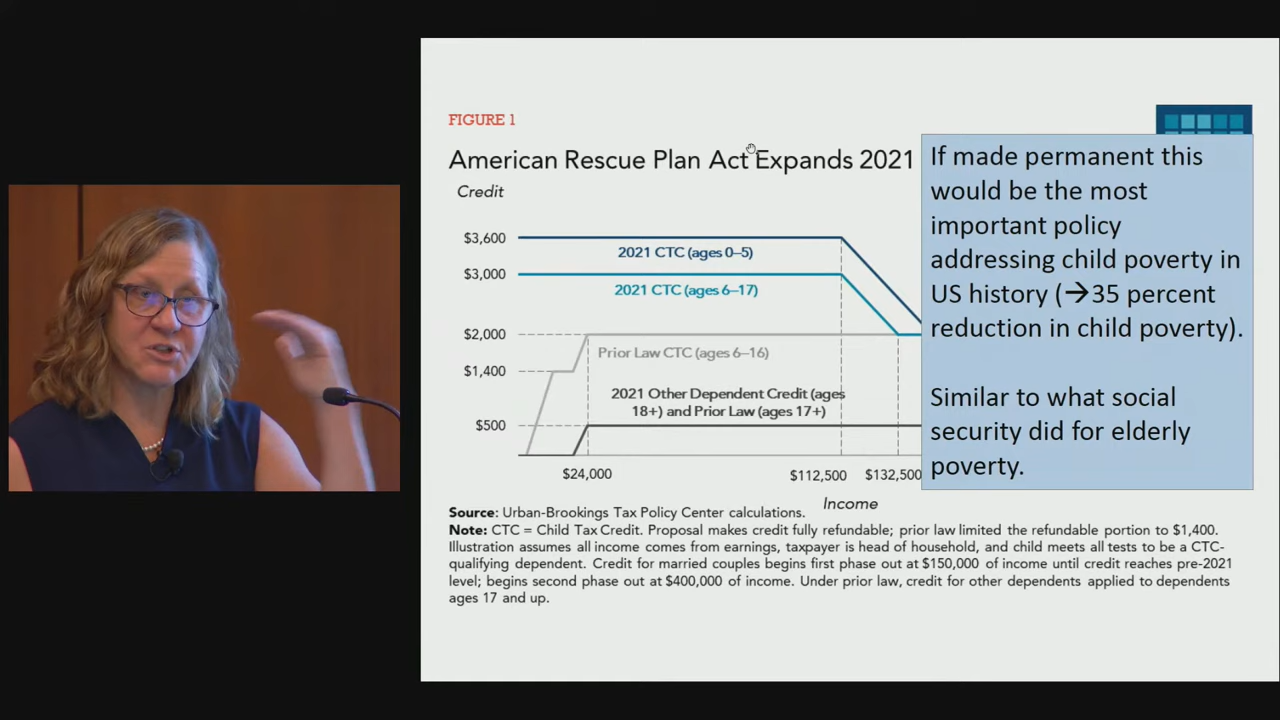 FIGURE 1
American Rescue Plan Act Expands 2021
Credit
$3,600
2021 CTC (ages 0–5)
$3,000
2021 CTC (ages 6–17)
$2,000
Prior Law CTC (ages 6–16)
$1,400
2021 Other Dependent Credit (ages
18+) and Prior Law (ages 17+)
$500
$24,000
$112,500
$132,500
Income
If made permanent this
would be the most
important policy
addressing child poverty in
US history (→35 percent
reduction in child poverty).
Similar to what social
security did for elderly
poverty.
Source: Urban-Brookings Tax Policy Center calculations.
Note: CTC = Child Tax Credit. Proposal makes credit fully refundable; prior law limited the refundable portion to $1,400.
Illustration assumes all income comes from earnings, taxpayer is head of household, and child meets all tests to be a CTC-
qualifying dependent. Credit for married couples begins first phase out at $150,000 of income until credit reaches pre-2021
level; begins second phase out at $400,000 of income. Under prior law, credit for other dependents applied to dependents
ages 17 and up.